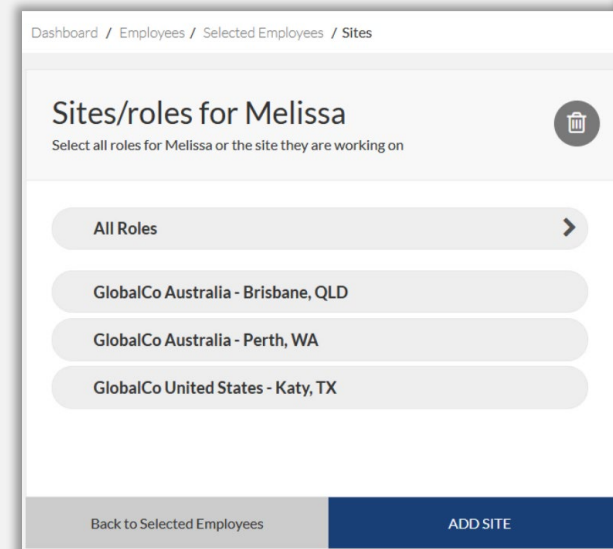 Dashboard / Employees / Selected Employees / Sites
Sites/roles for Melissa
Select all roles for Melissa or the site they are working on
All Roles
GlobalCo Australia - Brisbane, QLD
GlobalCo Australia - Perth, WA
GlobalCo United States - Katy, TX
Back to Selected Employees ADD SITE